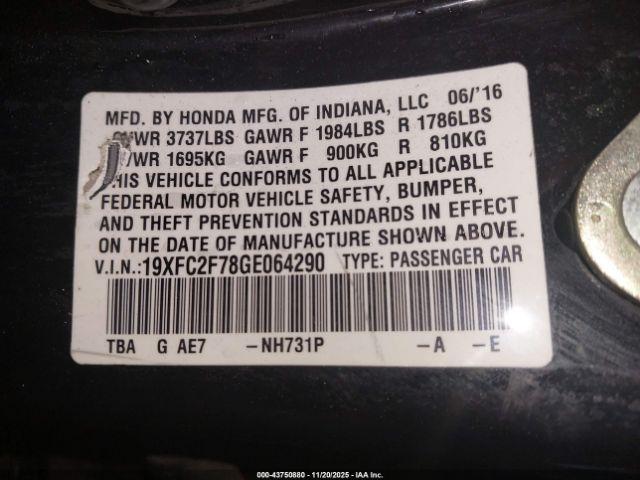 MFD. BY HONDA MFG. OF INDIANA, LLC 06/'16
GVWR 3737LBS GAWR F 1984LBS R 1786LBS
WR 1695KG GAWR F 900KG R 810KG
THIS VEHICLE CONFORMS TO ALL APPLICABLE
FEDERAL MOTOR VEHICLE SAFETY, BUMPER,
AND THEFT PREVENTION STANDARDS IN EFFECT
ON THE DATE OF MANUFACTURE SHOWN ABOVE.
V.I.N.:19XFC2F78GE064290 TYPE: PASSENGER CAR
TBA G AE7 -NH731P -A -E
000-43750880 - 11/20/2025 - IAA Inc.